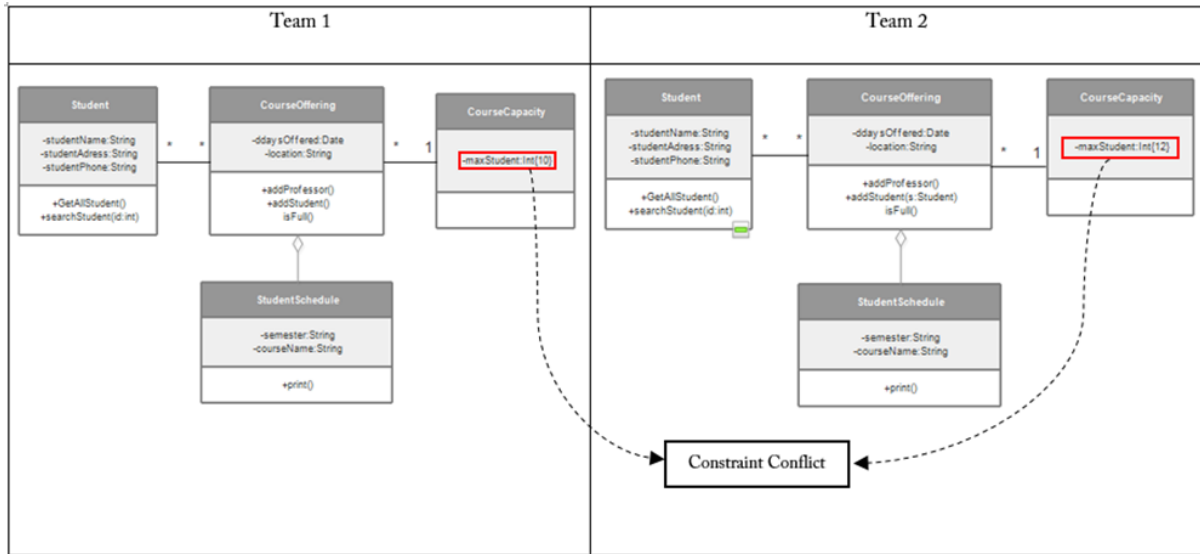 Team 1
Team 2
Student
-studentName:String
-studentAdress:String
-studentPhone:String
+GetAllStudent()
+searchStudent(id:int)
*
*
CourseOffering
-ddaysOffered:Date
-location:String
+addProfessor()
+addStudent()
isFull()
*
1
CourseCapacity
-maxStudent:Int{10}
StudentSchedule
-semester:String
-courseName:String
+print()
Student
-studentName:String
-studentAdress:String
-studentPhone:String
+GetAllStudent()
+searchStudent(id:int)
*
*
CourseOffering
-ddaysOffered:Date
-location:String
+addProfessor()
+addStudent(s:Student)
isFull()
*
1
CourseCapacity
-maxStudent:Int{12}
StudentSchedule
-semester:String
-courseName:String
+print()
Constraint Conflict